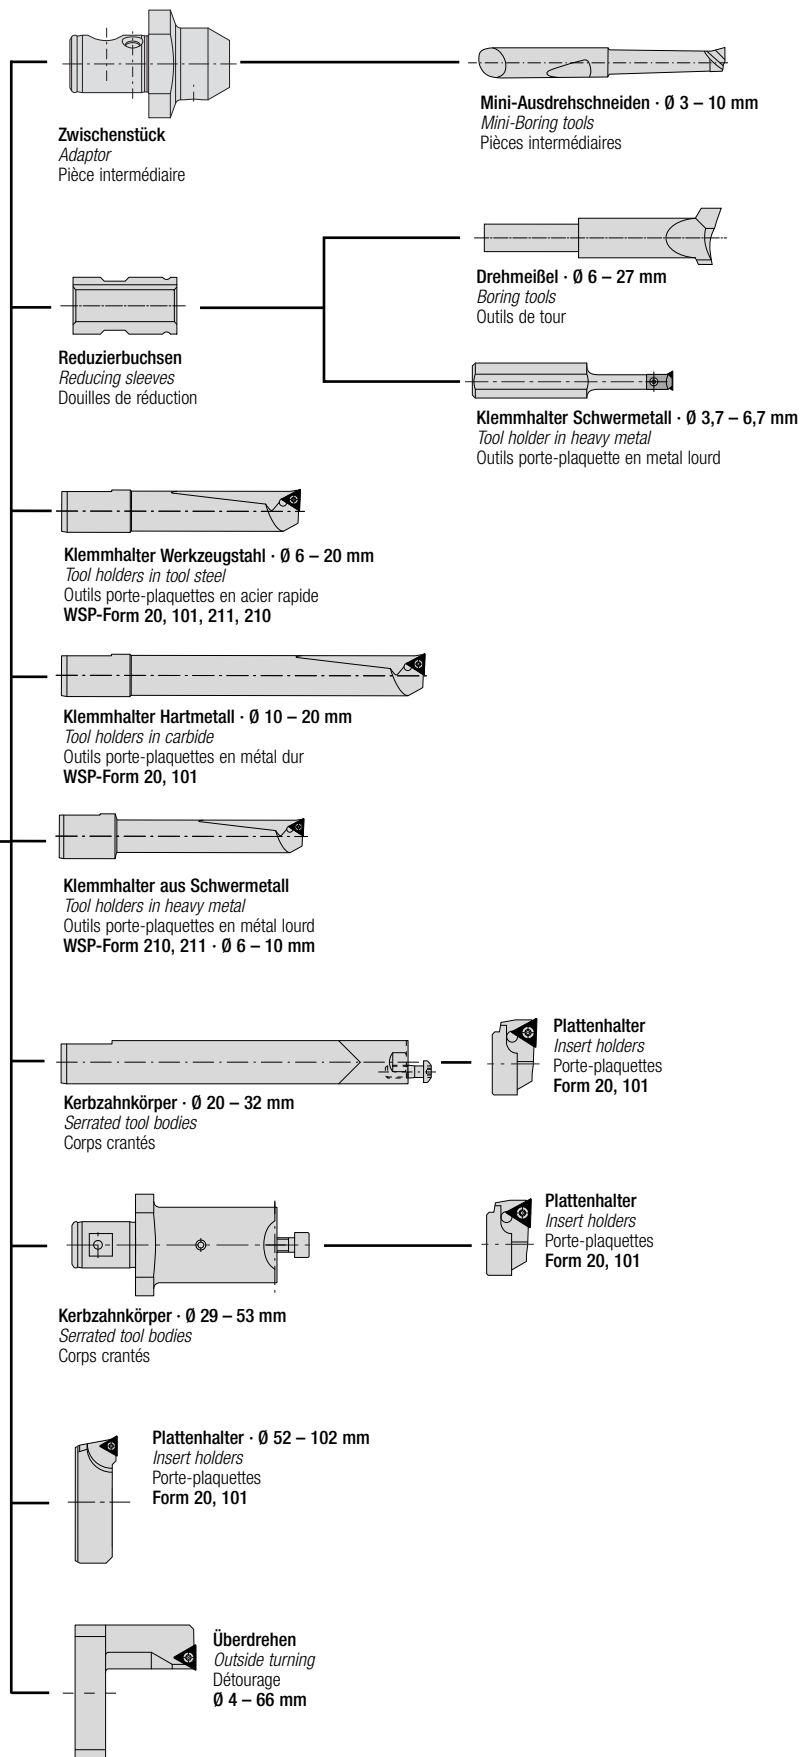 Zwischenstück
Adaptor
Pièce intermédiaire
Mini-Ausdrehschneiden · Ø 3 – 10 mm
Mini-Boring tools
Pièces intermédiaires
Reduzierbuchsen
Reducing sleeves
Douilles de réduction
Drehmeißel · Ø 6 – 27 mm
Boring tools
Outils de tour
Klemmhalter Schwermetall · Ø 3,7 – 6,7 mm
Tool holder in heavy metal
Outils porte-plaquette en metal lourd
Klemmhalter Werkzeugstahl · Ø 6 – 20 mm
Tool holders in tool steel
Outils porte-plaquettes en acier rapide
WSP-Form 20, 101, 211, 210
Klemmhalter Hartmetall · Ø 10 – 20 mm
Tool holders in carbide
Outils porte-plaquettes en métal dur
WSP-Form 20, 101
Klemmhalter aus Schwermetall
Tool holders in heavy metal
Outils porte-plaquettes en métal lourd
WSP-Form 210, 211 · Ø 6 – 10 mm
Kerbzahnkörper · Ø 20 – 32 mm
Serrated tool bodies
Corps crantés
Plattenhalter
Insert holders
Porte-plaquettes
Form 20, 101
Kerbzahnkörper · Ø 29 – 53 mm
Serrated tool bodies
Corps crantés
Plattenhalter
Insert holders
Porte-plaquettes
Form 20, 101
Plattenhalter · Ø 52 – 102 mm
Insert holders
Porte-plaquettes
Form 20, 101
Überdrehen
Outside turning
Détourage
Ø 4 – 66 mm